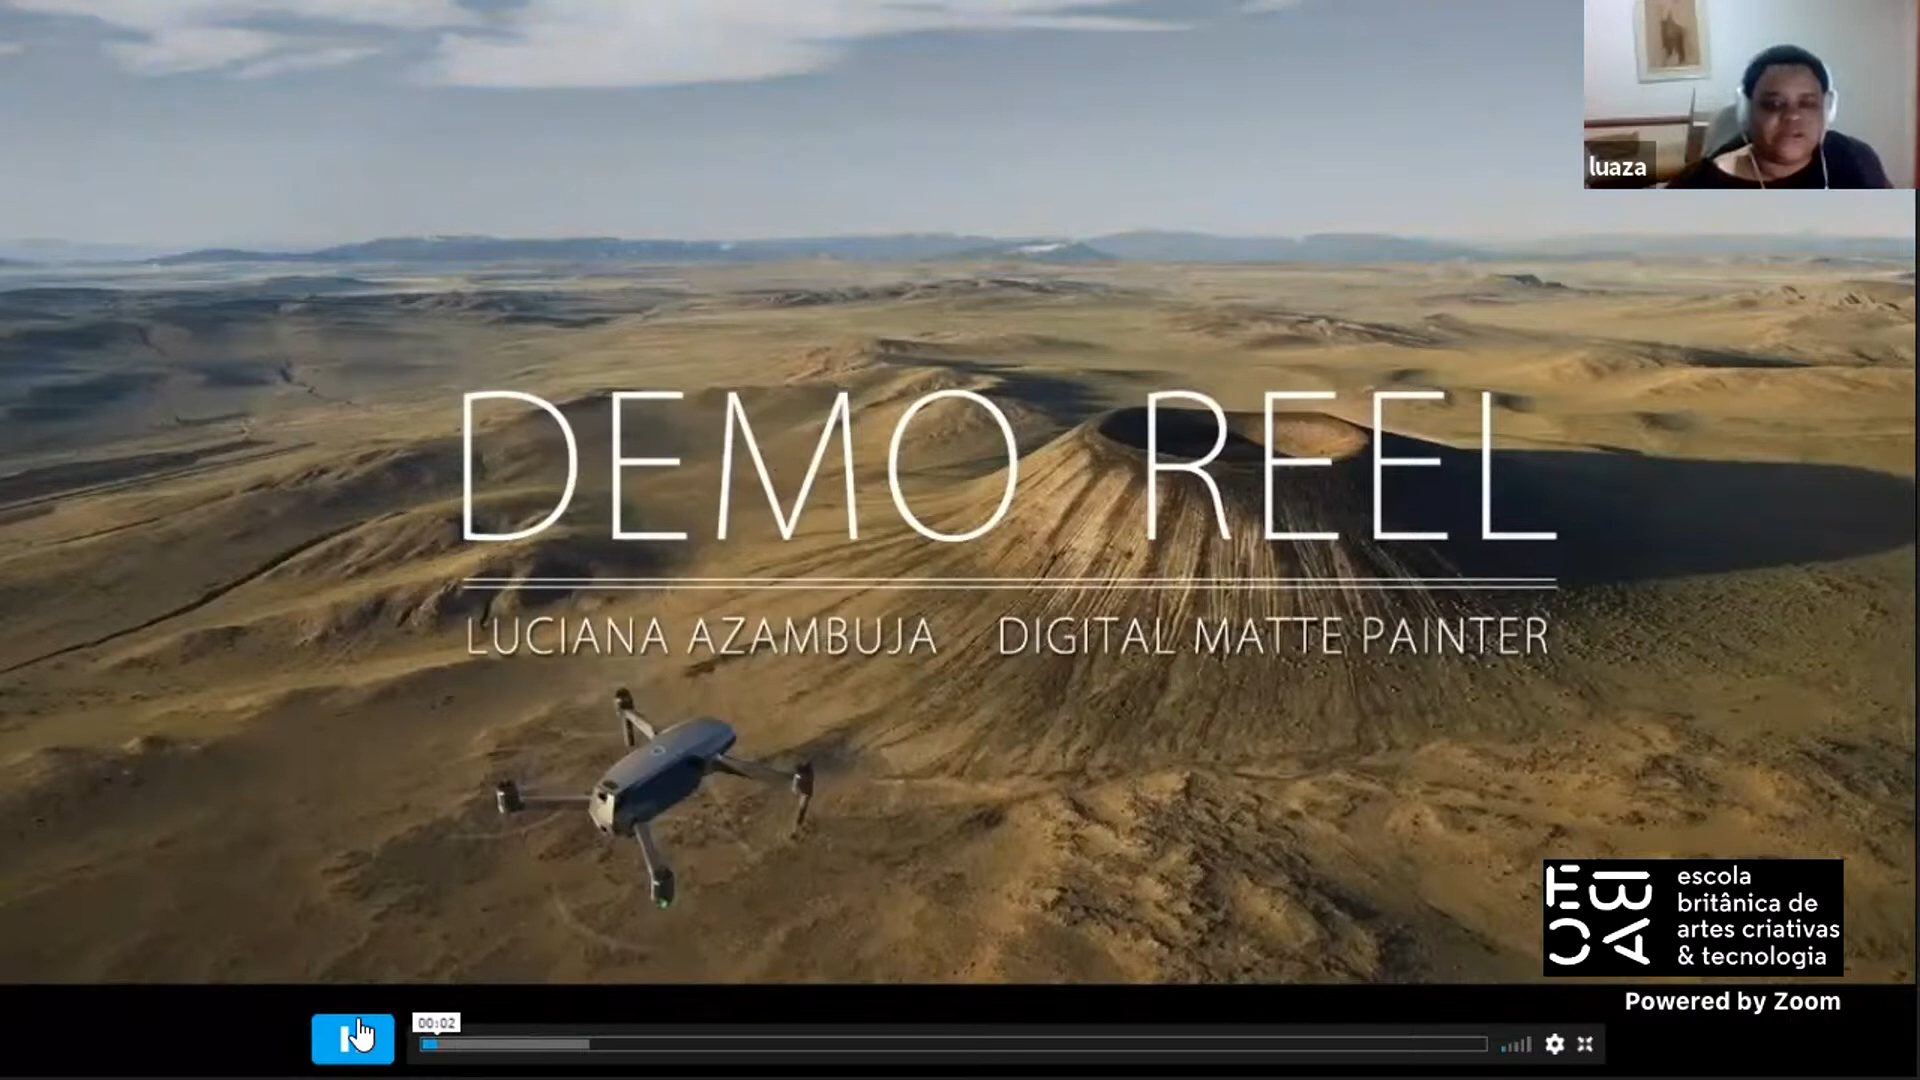 luaza
DEMO REEL
LUCIANA AZAMBUJA DIGITAL MATTE PAINTER
EBAC
escola
britânica de
artes criativas
& tecnologia
Powered by Zoom
00:02